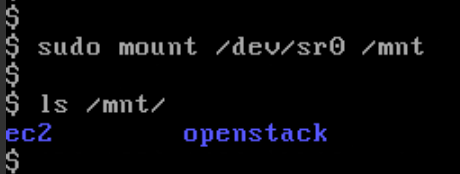 $
$ sudo mount /dev/sr0 /mnt
$
$ ls /mnt/
ec2 openstack
$